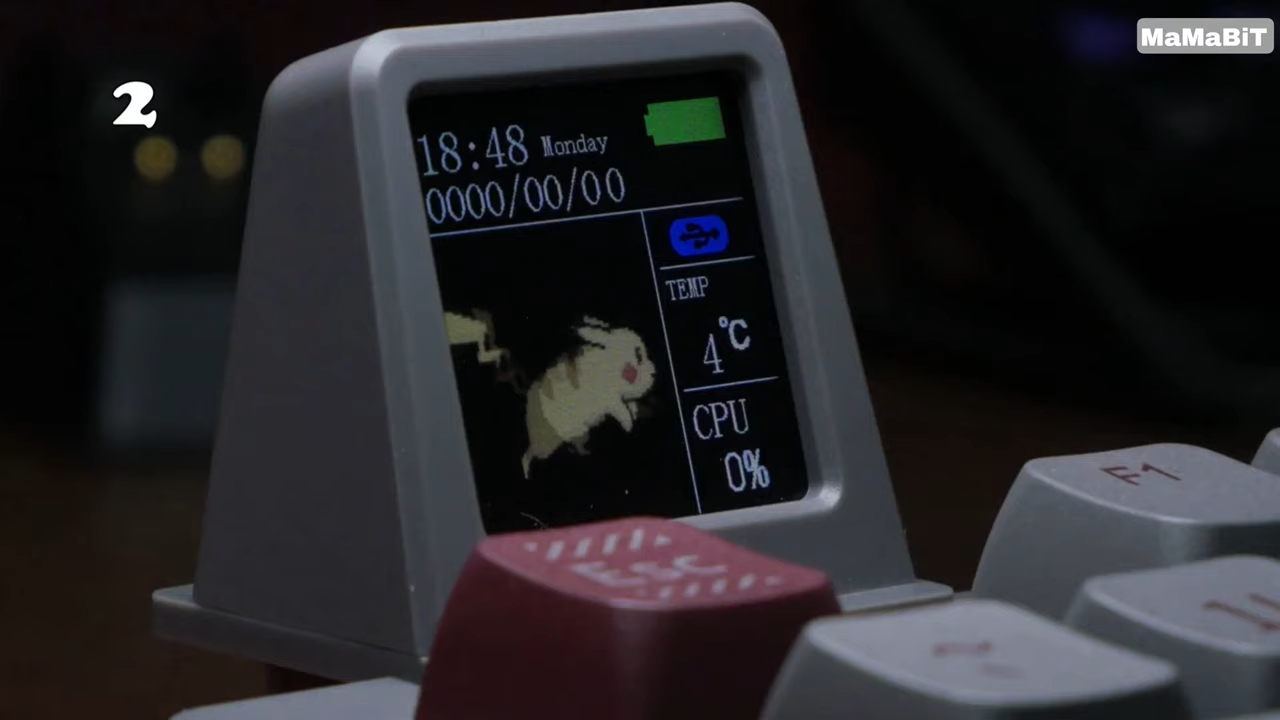 MaMaBiT
2
18:48 Monday
0000/00/00
TEMP
4℃
CPU
0%
ESC
F1